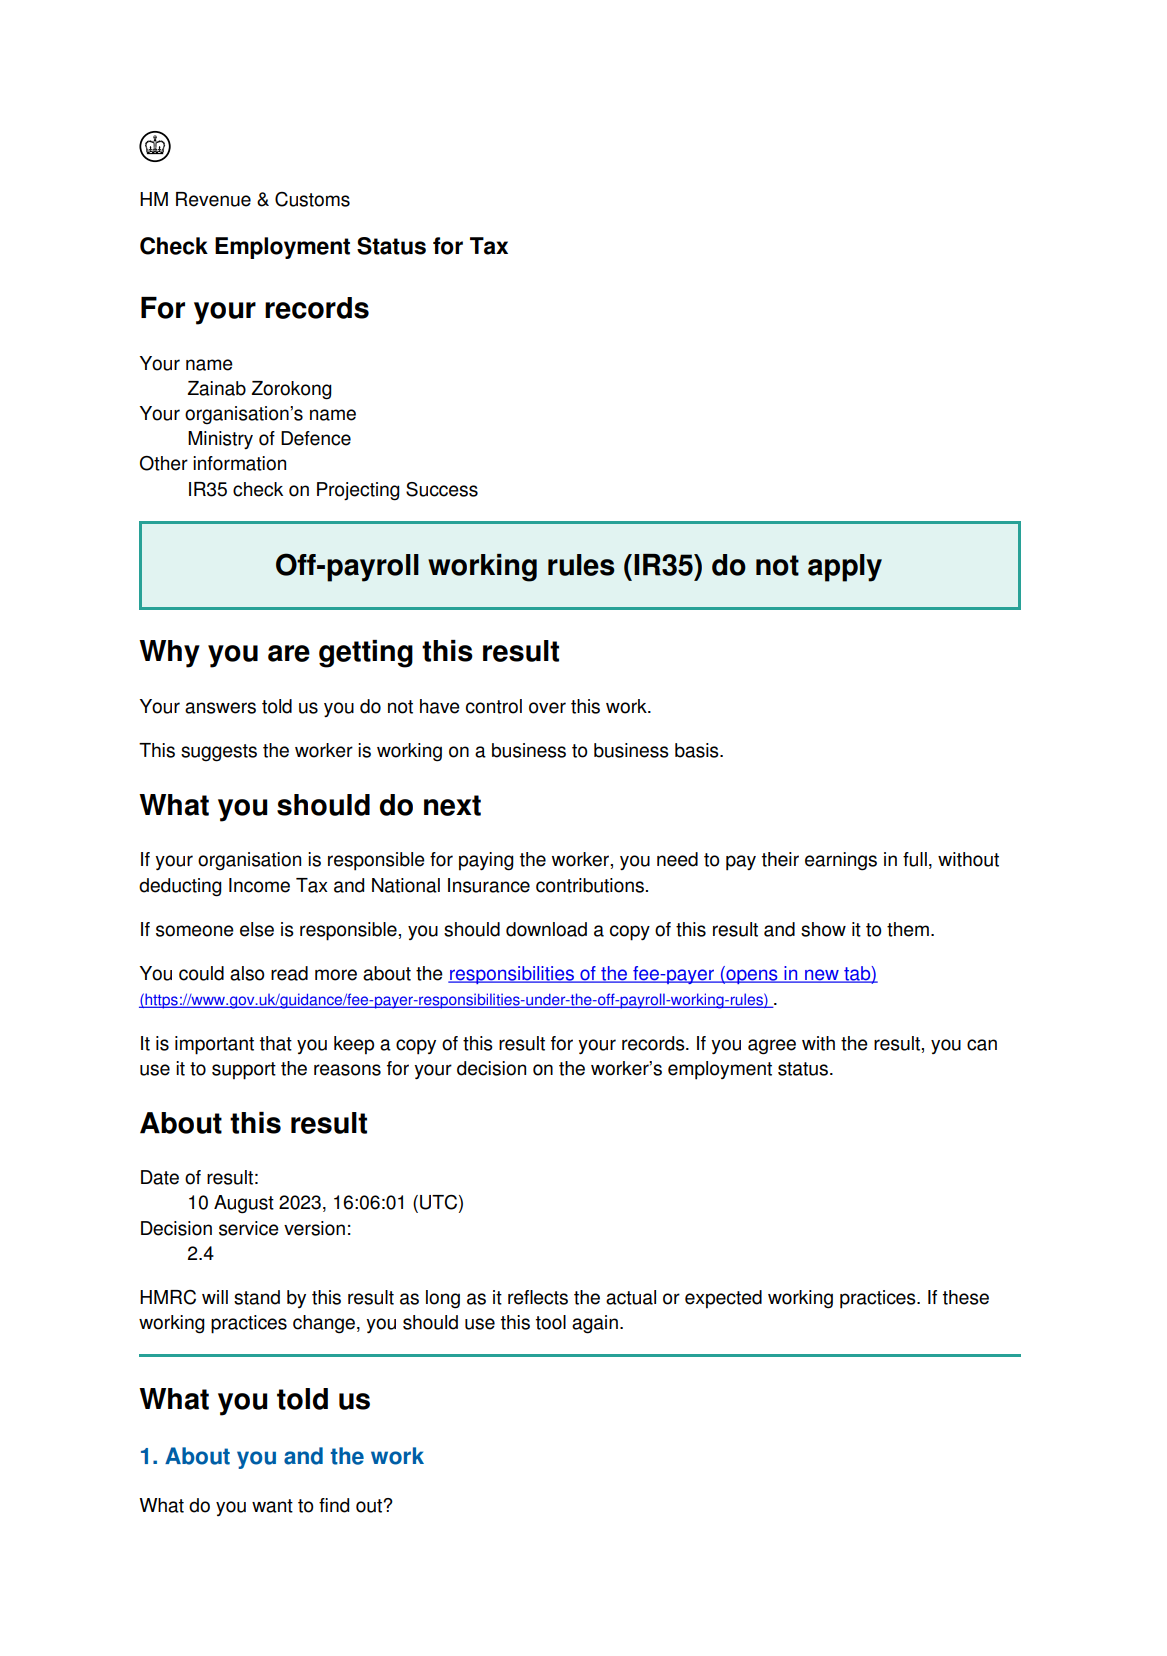 HM Revenue & Customs
Check Employment Status for Tax
For your records
Your name
Zainab Zorokong
Your organisation’s name
Ministry of Defence
Other information
IR35 check on Projecting Success
Off-payroll working rules (IR35) do not apply
Why you are getting this result
Your answers told us you do not have control over this work.
This suggests the worker is working on a business to business basis.
What you should do next
If your organisation is responsible for paying the worker, you need to pay their earnings in full, without
deducting Income Tax and National Insurance contributions.
If someone else is responsible, you should download a copy of this result and show it to them.
You could also read more about the responsibilities of the fee-payer (opens in new tab)
(https://www.gov.uk/guidance/fee-payer-responsibilities-under-the-off-payroll-working-rules) .
It is important that you keep a copy of this result for your records. If you agree with the result, you can
use it to support the reasons for your decision on the worker’s employment status.
About this result
Date of result:
10 August 2023, 16:06:01 (UTC)
Decision service version:
2.4
HMRC will stand by this result as long as it reflects the actual or expected working practices. If these
working practices change, you should use this tool again.
What you told us
1. About you and the work
What do you want to find out?